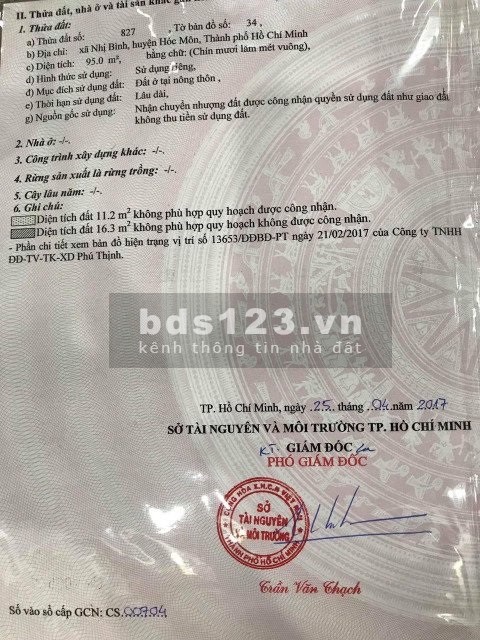 II. Thửa đất, nhà ở và tài sản khác gắn
1. Thửa đất:
a) Thửa đất số: 827 , Tờ bản đồ số: 34 ,
b) Địa chỉ: xã Nhị Bình, huyện Hóc Môn, Thành phố Hồ Chí Minh
c) Diện tích: 95.0 m², bằng chữ: (Chín mươi lăm mét vuông),
d) Hình thức sử dụng: Sử dụng riêng,
đ) Mục đích sử dụng đất: Đất ở tại nông thôn ,
e) Thời hạn sử dụng đất: Lâu dài,
g) Nguồn gốc sử dụng: Nhận chuyển nhượng đất được công nhận quyền sử dụng đất như giao đất
không thu tiền sử dụng đất.
2. Nhà ở: -/-.
3. Công trình xây dựng khác: -/-.
4. Rừng sản xuất là rừng trồng: -/-.
5. Cây lâu năm: -/-.
6. Ghi chú:
Diện tích đất 11.2 m² không phù hợp quy hoạch được công nhận.
Diện tích đất 16.3 m² không phù hợp quy hoạch không được công nhận.
- Phần chi tiết xem bản đồ hiện trạng vị trí số 13653/ĐĐBĐ-PT ngày 21/02/2017 của Công ty TNHH
ĐĐ-TV-TK-XD Phú Thịnh.
bds123.vn
kênh thông tin nhà đất
TP. Hồ Chí Minh, ngày 25 tháng 04 năm 2017
SỞ TÀI NGUYÊN VÀ MÔI TRƯỜNG TP. HỒ CHÍ MINH
KT. GIÁM ĐỐC
PHÓ GIÁM ĐỐC
CỘNG HÒA X.H.C.N VIỆT NAM
SỞ
TÀI NGUYÊN
VÀ
MÔI TRƯỜNG
THÀNH PHỐ HỒ CHÍ MINH
Trần Văn Thạch
Số vào sổ cấp GCN: CS 00704